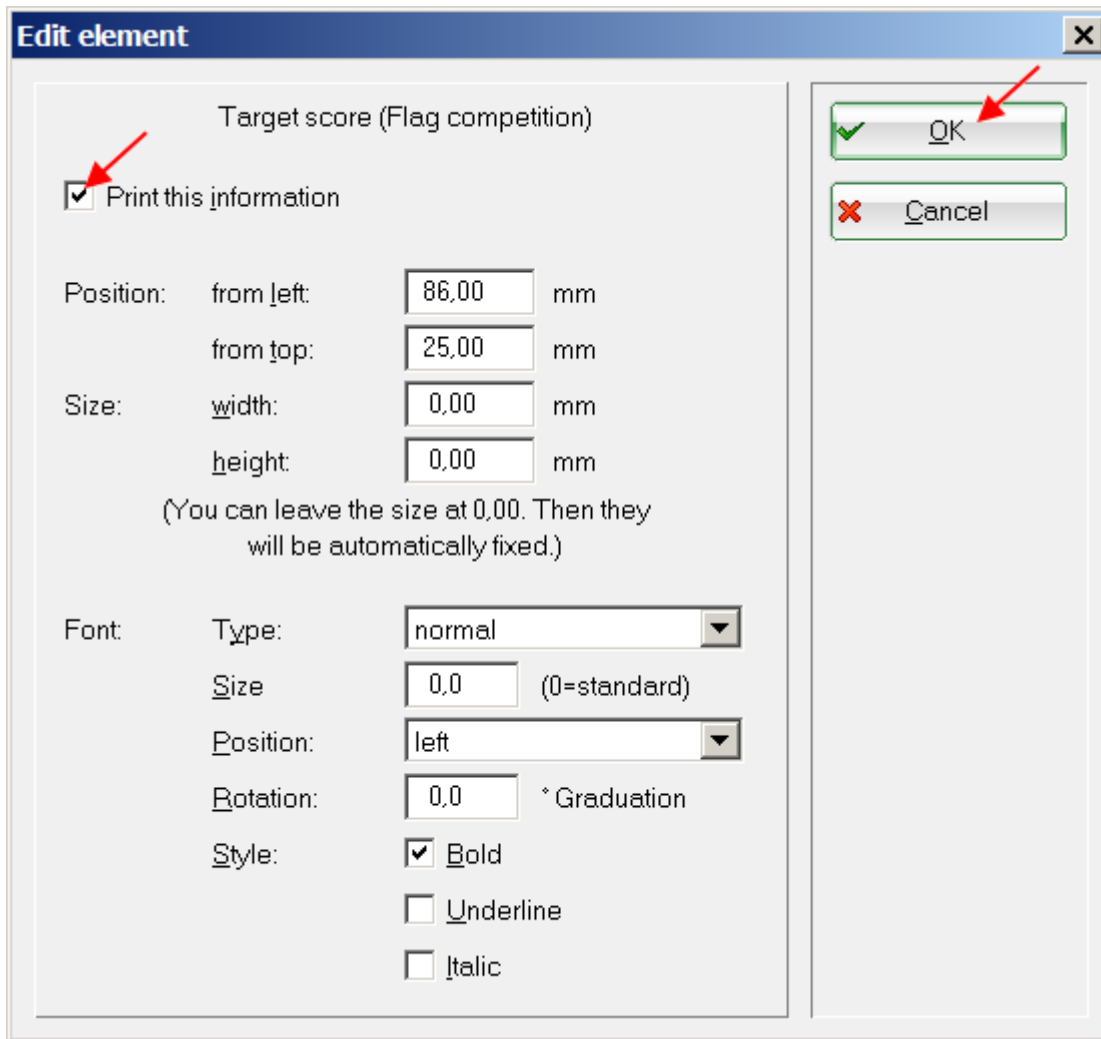 Edit element
Target score (Flag competition)
OK
Print this information
Cancel
Position: from left: 86,00 mm
from top: 25,00 mm
Size: width: 0,00 mm
height: 0,00 mm
(You can leave the size at 0,00. Then they
will be automatically fixed.)
Font: Type: normal
Size 0,0 (0=standard)
Position: left
Rotation: 0,0 ° Graduation
Style: Bold
Underline
Italic